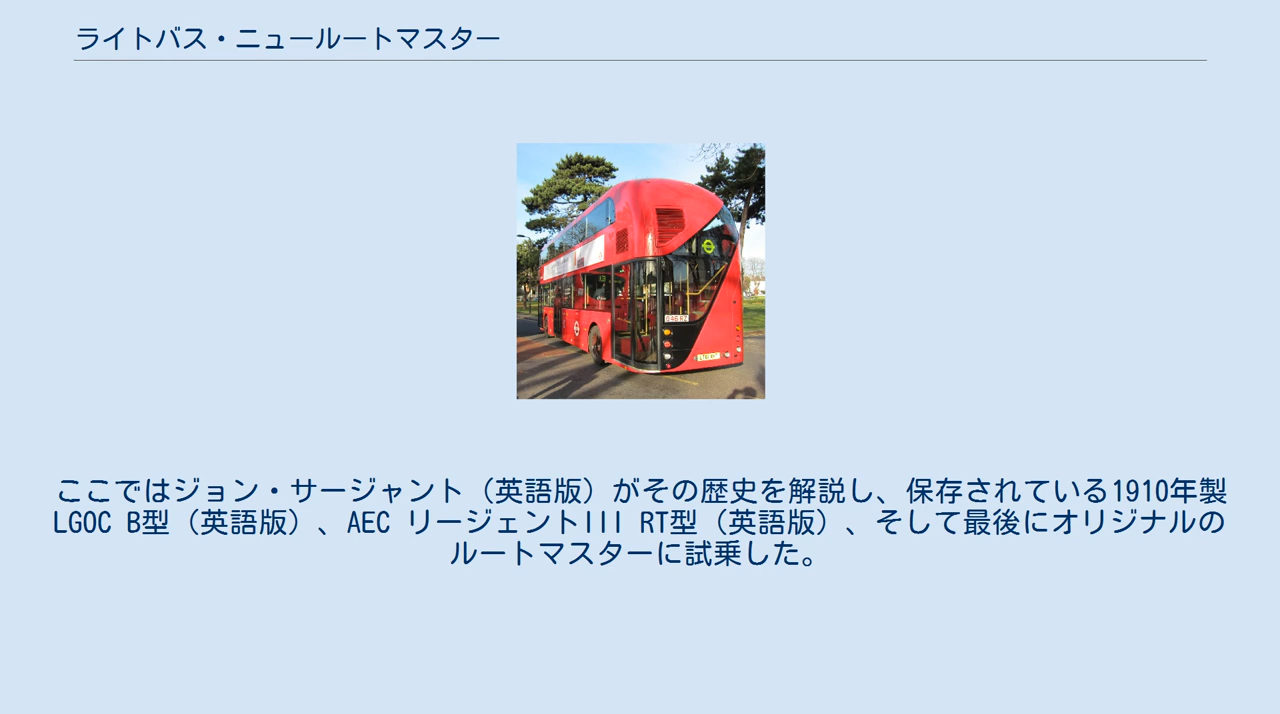 ライトバス・ニュールートマスター
ここではジョン・サージャント（英語版）がその歴史を解説し、保存されている1910年製
LGOC B型（英語版）、AEC リージェントIII RT型（英語版）、そして最後にオリジナルの
ルートマスターに試乗した。